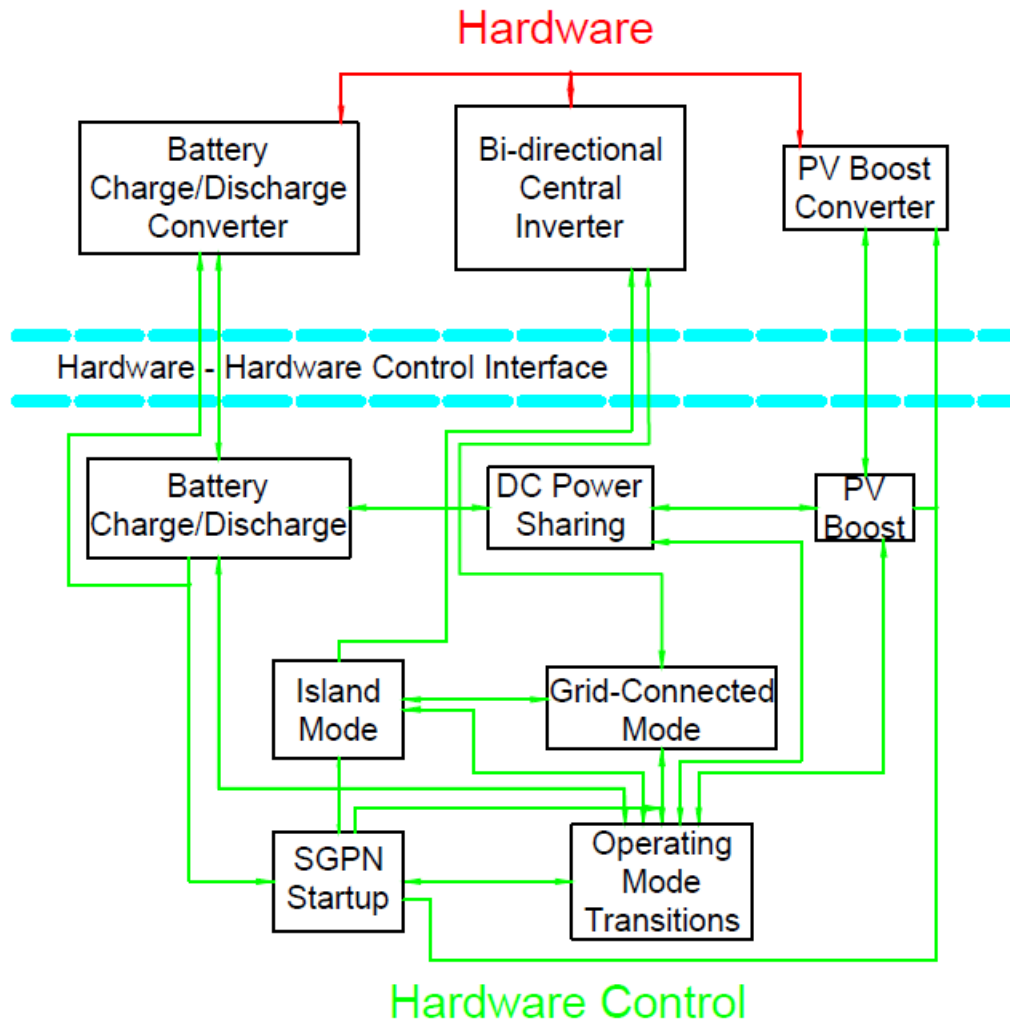 Hardware
Battery
Charge/Discharge
Converter
Bi-directional
Central
Inverter
PV Boost
Converter
Hardware - Hardware Control Interface
Battery
Charge/Discharge
DC Power
Sharing
PV
Boost
Island
Mode
Grid-Connected
Mode
SGPN
Startup
Operating
Mode
Transitions
Hardware Control